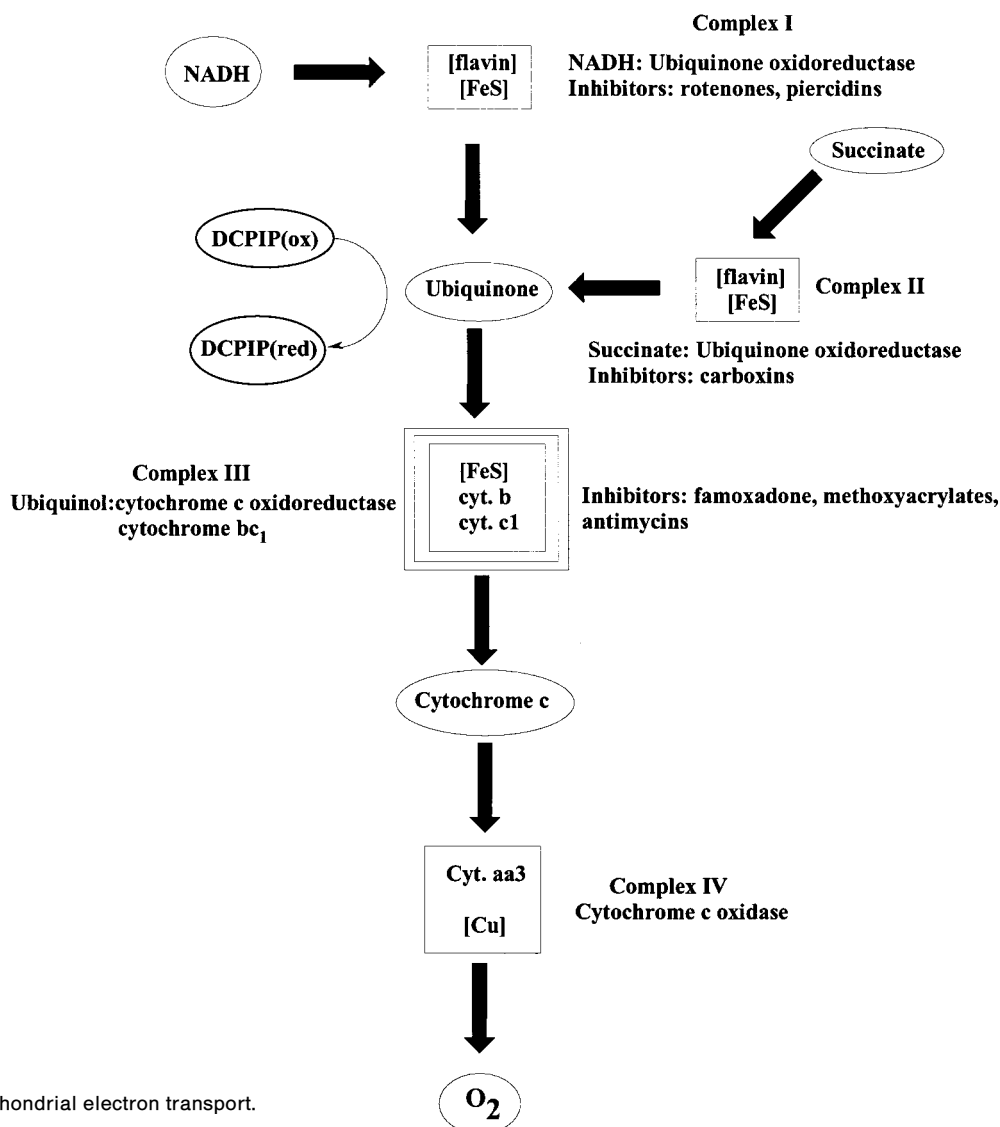 Complex I
NADH
[flavin]
[FeS]
NADH: Ubiquinone oxidoreductase
Inhibitors: rotenones, piercidins
Succinate
DCPIP(ox)
Ubiquinone
[flavin]
[FeS]
Complex II
DCPIP(red)
Succinate: Ubiquinone oxidoreductase
Inhibitors: carboxins
Complex III
Ubiquinol:cytochrome c oxidoreductase
cytochrome bc1
[FeS]
cyt. b
cyt. c1
Inhibitors: famoxadone, methoxyacrylates,
antimycins
Cytochrome c
Cyt. aa3
[Cu]
Complex IV
Cytochrome c oxidase
O2
hondrial electron transport.